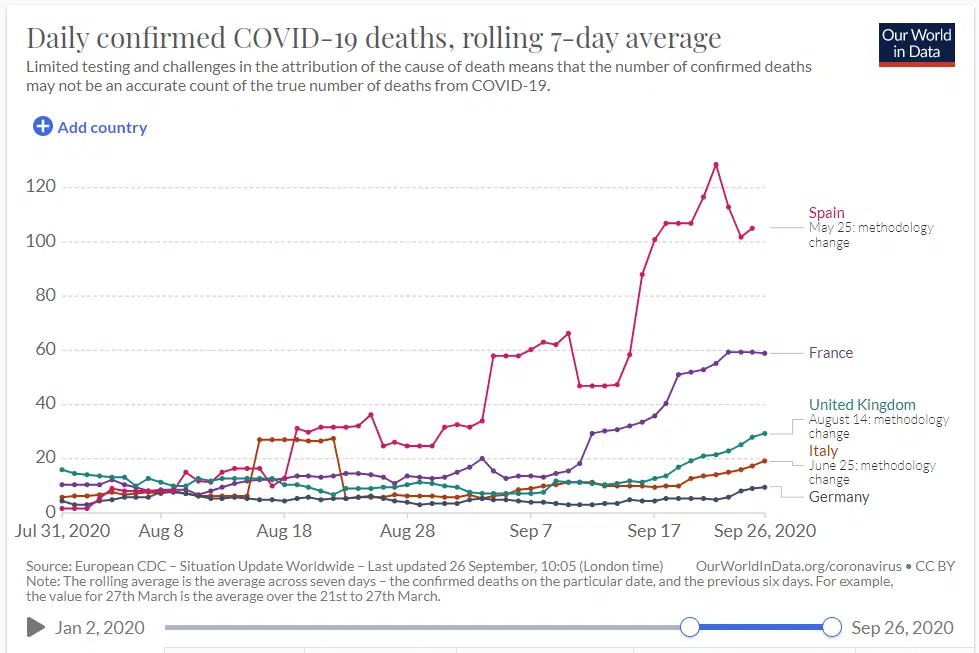 Daily confirmed COVID-19 deaths, rolling 7-day average
Our World
in Data
Limited testing and challenges in the attribution of the cause of death means that the number of confirmed deaths
may not be an accurate count of the true number of deaths from COVID-19.
Add country
120
100
80
60
40
20
0
Spain
May 25: methodology
change
France
United Kingdom
August 14: methodology
change
Italy
June 25: methodology
change
Germany
Jul 31, 2020 Aug 8 Aug 18 Aug 28 Sep 7 Sep 17 Sep 26, 2020
Source: European CDC – Situation Update Worldwide – Last updated 26 September, 10:05 (London time) OurWorldInData.org/coronavirus • CC BY
Note: The rolling average is the average across seven days – the confirmed deaths on the particular date, and the previous six days. For example,
the value for 27th March is the average over the 21st to 27th March.
Jan 2, 2020 Sep 26, 2020